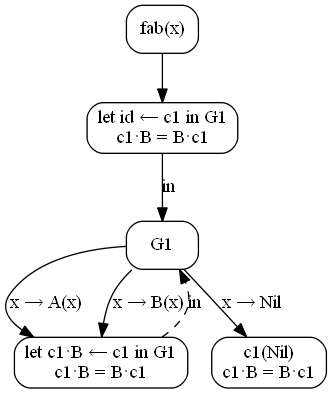 fab(x)
let id ← c1 in G1
c1·B = B·c1
in
G1
x → A(x)
x → B(x)
in
x → Nil
let c1·B ← c1 in G1
c1·B = B·c1
c1(Nil)
c1·B = B·c1